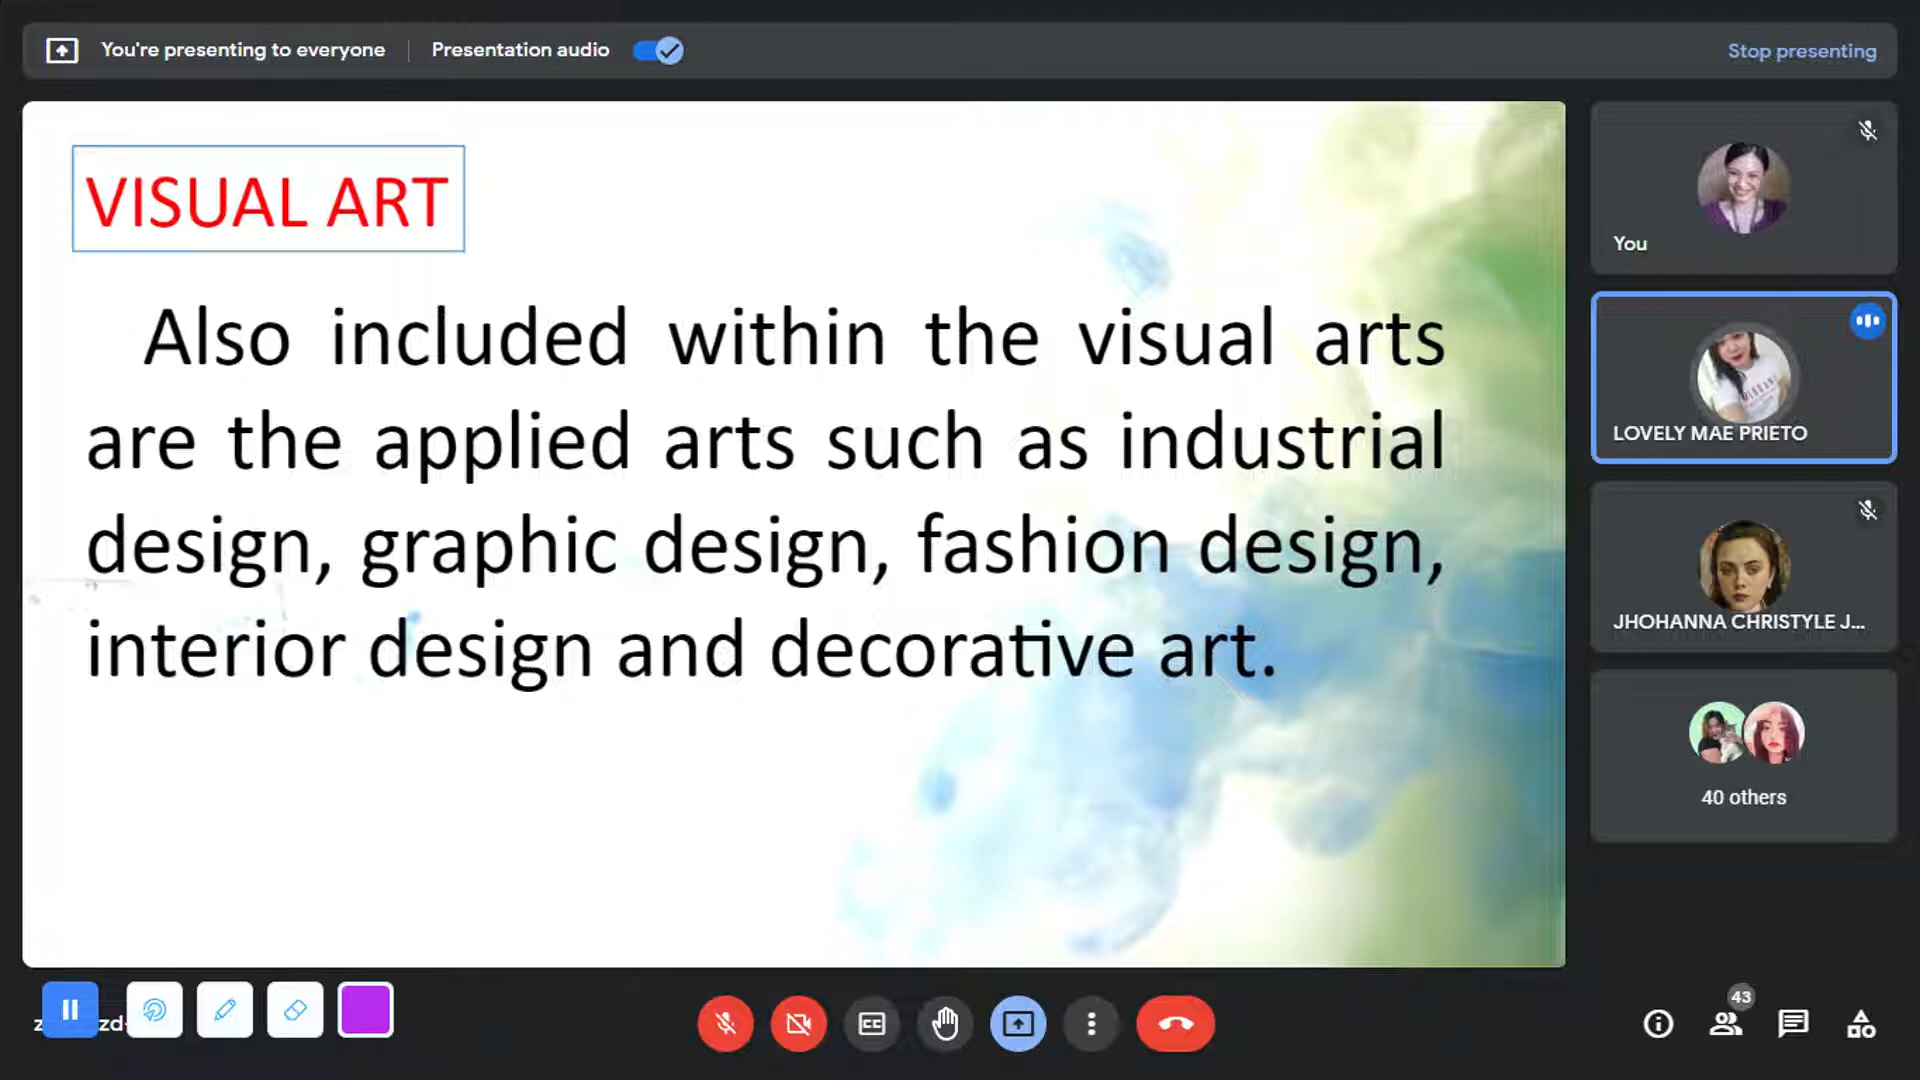 You're presenting to everyone
Presentation audio
Stop presenting
VISUAL ART
Also included within the visual arts
are the applied arts such as industrial
design, graphic design, fashion design,
interior design and decorative art.
You
LOVELY MAE PRIETO
JHOHANNA CHRISTYLE J...
40 others
CC
43